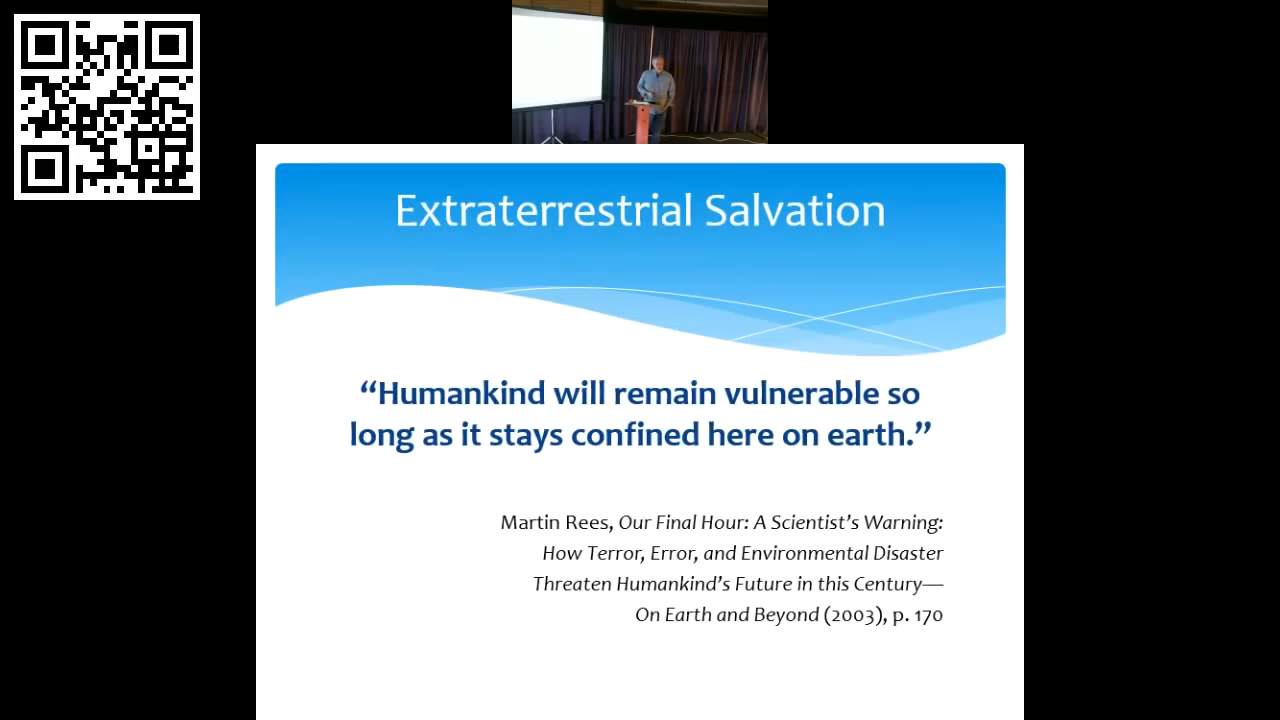 Extraterrestrial Salvation
“Humankind will remain vulnerable so
long as it stays confined here on earth.”
Martin Rees, Our Final Hour: A Scientist’s Warning:
How Terror, Error, and Environmental Disaster
Threaten Humankind’s Future in this Century—
On Earth and Beyond (2003), p. 170